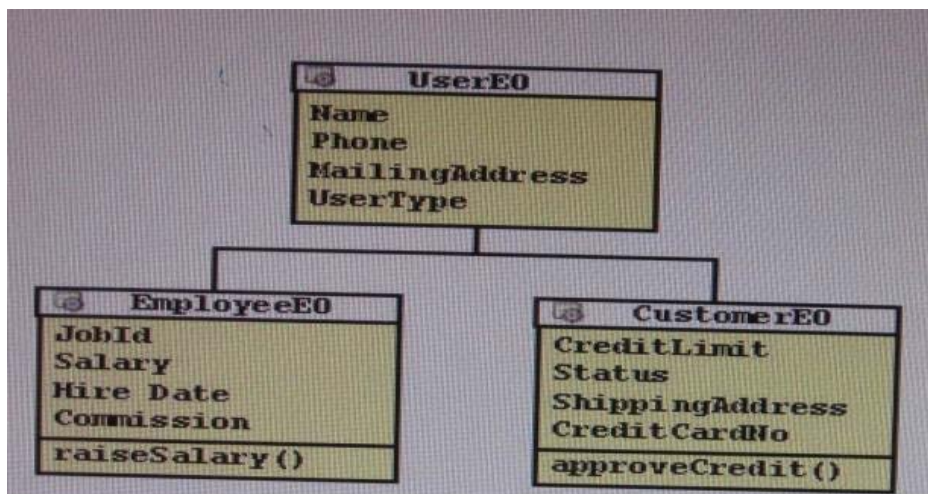 UserEO
Name
Phone
MailingAddress
UserType
EmployeeEO
JobId
Salary
Hire Date
Commission
raiseSalary()
CustomerEO
CreditLimit
Status
ShippingAddress
CreditCardNo
approveCredit()